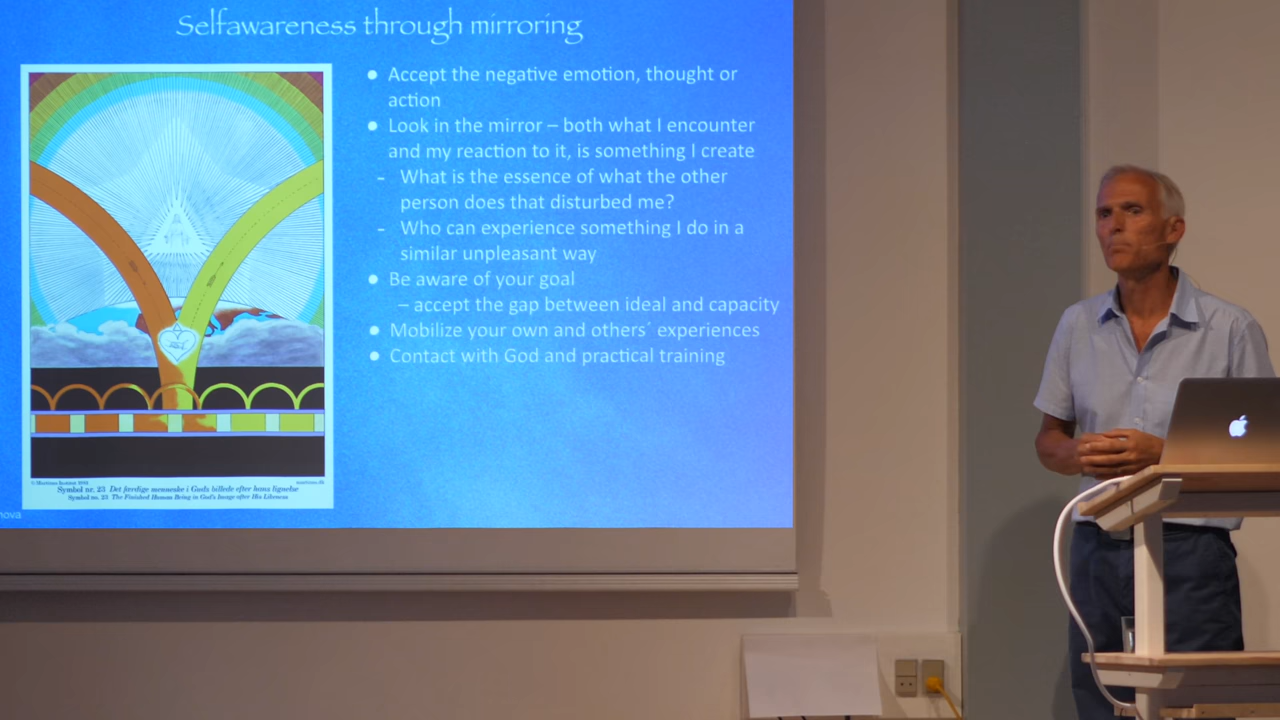 Selfawareness through mirroring
● Accept the negative emotion, thought or
action
● Look in the mirror – both what I encounter
and my reaction to it, is something I create
- What is the essence of what the other
person does that disturbed me?
- Who can experience something I do in a
similar unpleasant way
● Be aware of your goal
– accept the gap between ideal and capacity
● Mobilize your own and others´ experiences
● Contact with God and practical training
martinus.dk
Symbol nr. 23 Det færdige menneske i Guds billede efter hans lignelse
Symbol no. 23 The Finished Human Being in God's Image after His Likeness
nova